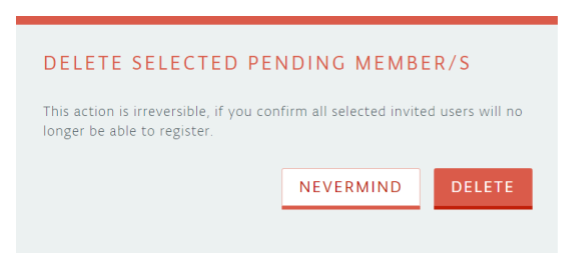 DELETE SELECTED PENDING MEMBER/S
This action is irreversible, if you confirm all selected invited users will no
longer be able to register.
NEVERMIND
DELETE